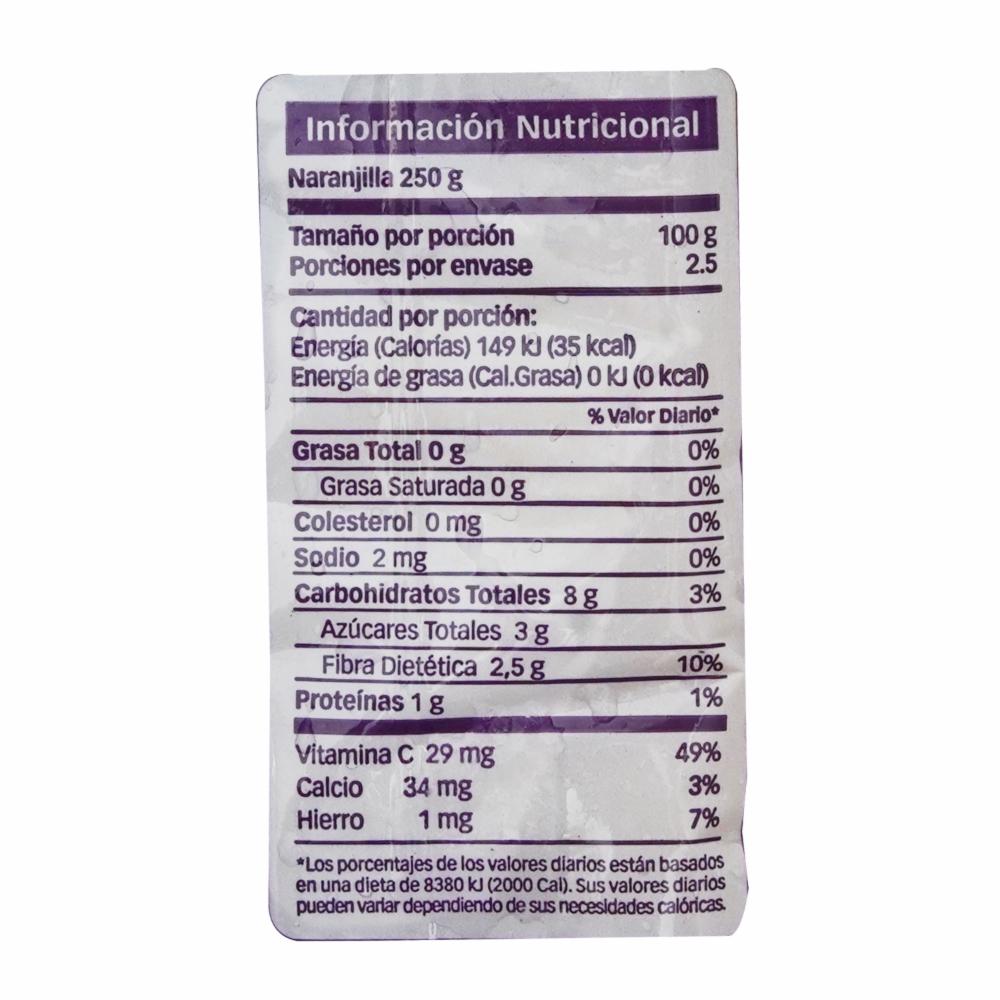 Información Nutricional
Naranjilla 250 g
Tamaño por porción 100 g
Porciones por envase 2.5
Cantidad por porción:
Energía (Calorías) 149 kJ (35 kcal)
Energía de grasa (Cal.Grasa) 0 kJ (0 kcal)
% Valor Diario*
Grasa Total 0 g 0%
Grasa Saturada 0 g 0%
Colesterol 0 mg 0%
Sodio 2 mg 0%
Carbohidratos Totales 8 g 3%
Azúcares Totales 3 g
Fibra Dietética 2,5 g 10%
Proteínas 1 g 1%
Vitamina C 29 mg 49%
Calcio 34 mg 3%
Hierro 1 mg 7%
*Los porcentajes de los valores diarios están basados
en una dieta de 8380 kJ (2000 Cal). Sus valores diarios
pueden variar dependiendo de sus necesidades calóricas.